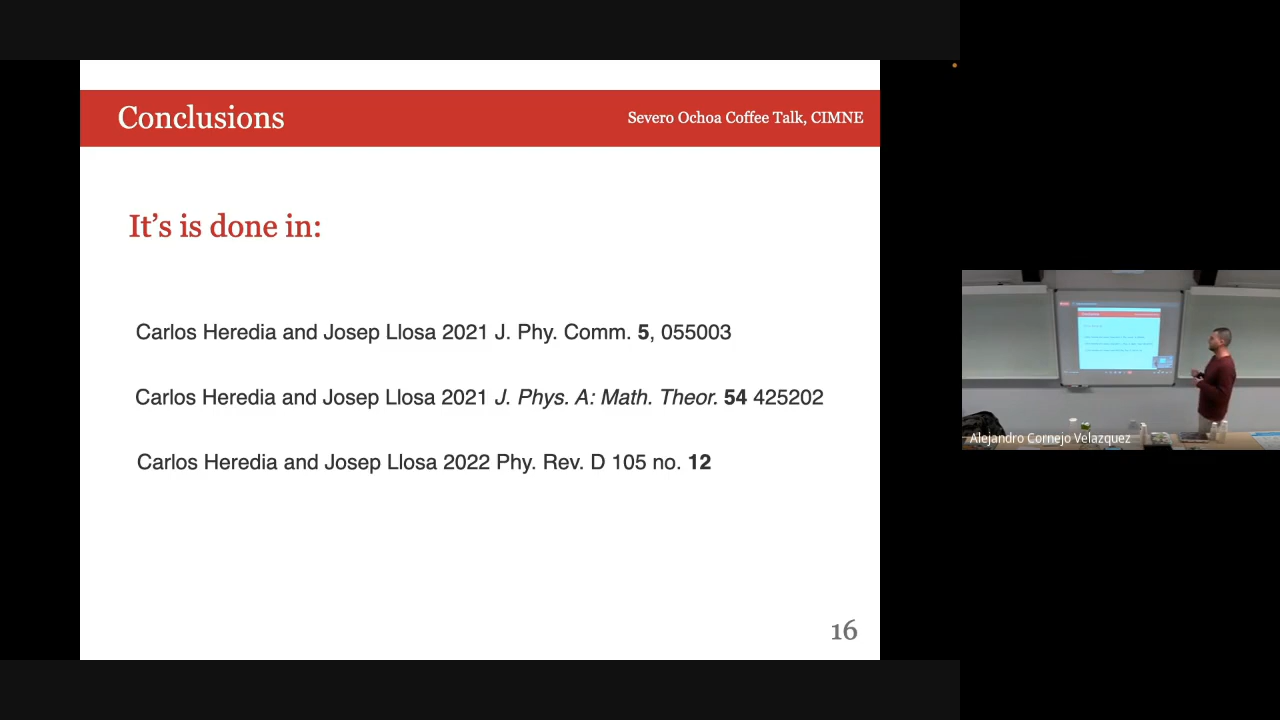 Conclusions
Severo Ochoa Coffee Talk, CIMNE
It's is done in:
Carlos Heredia and Josep Llosa 2021 J. Phy. Comm. 5, 055003
Carlos Heredia and Josep Llosa 2021 J. Phys. A: Math. Theor. 54 425202
Carlos Heredia and Josep Llosa 2022 Phy. Rev. D 105 no. 12
16
Alejandro Cornejo Velazquez